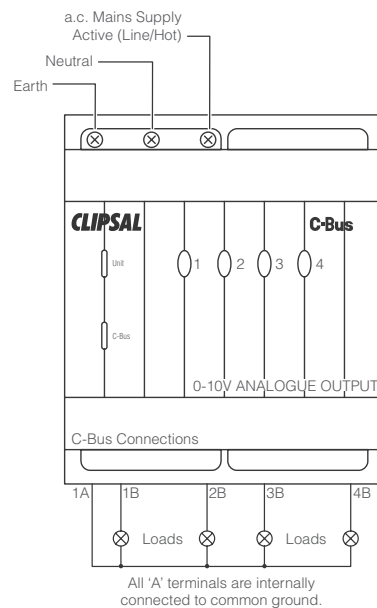 a.c. Mains Supply
Active (Line/Hot)
Neutral
Earth
CLIPSAL C-Bus
Unit 1 2 3 4
C-Bus
0-10V ANALOGUE OUTPUT
C-Bus Connections
1A 1B 2B 3B 4B
Loads Loads
All ‘A’ terminals are internally
connected to common ground.